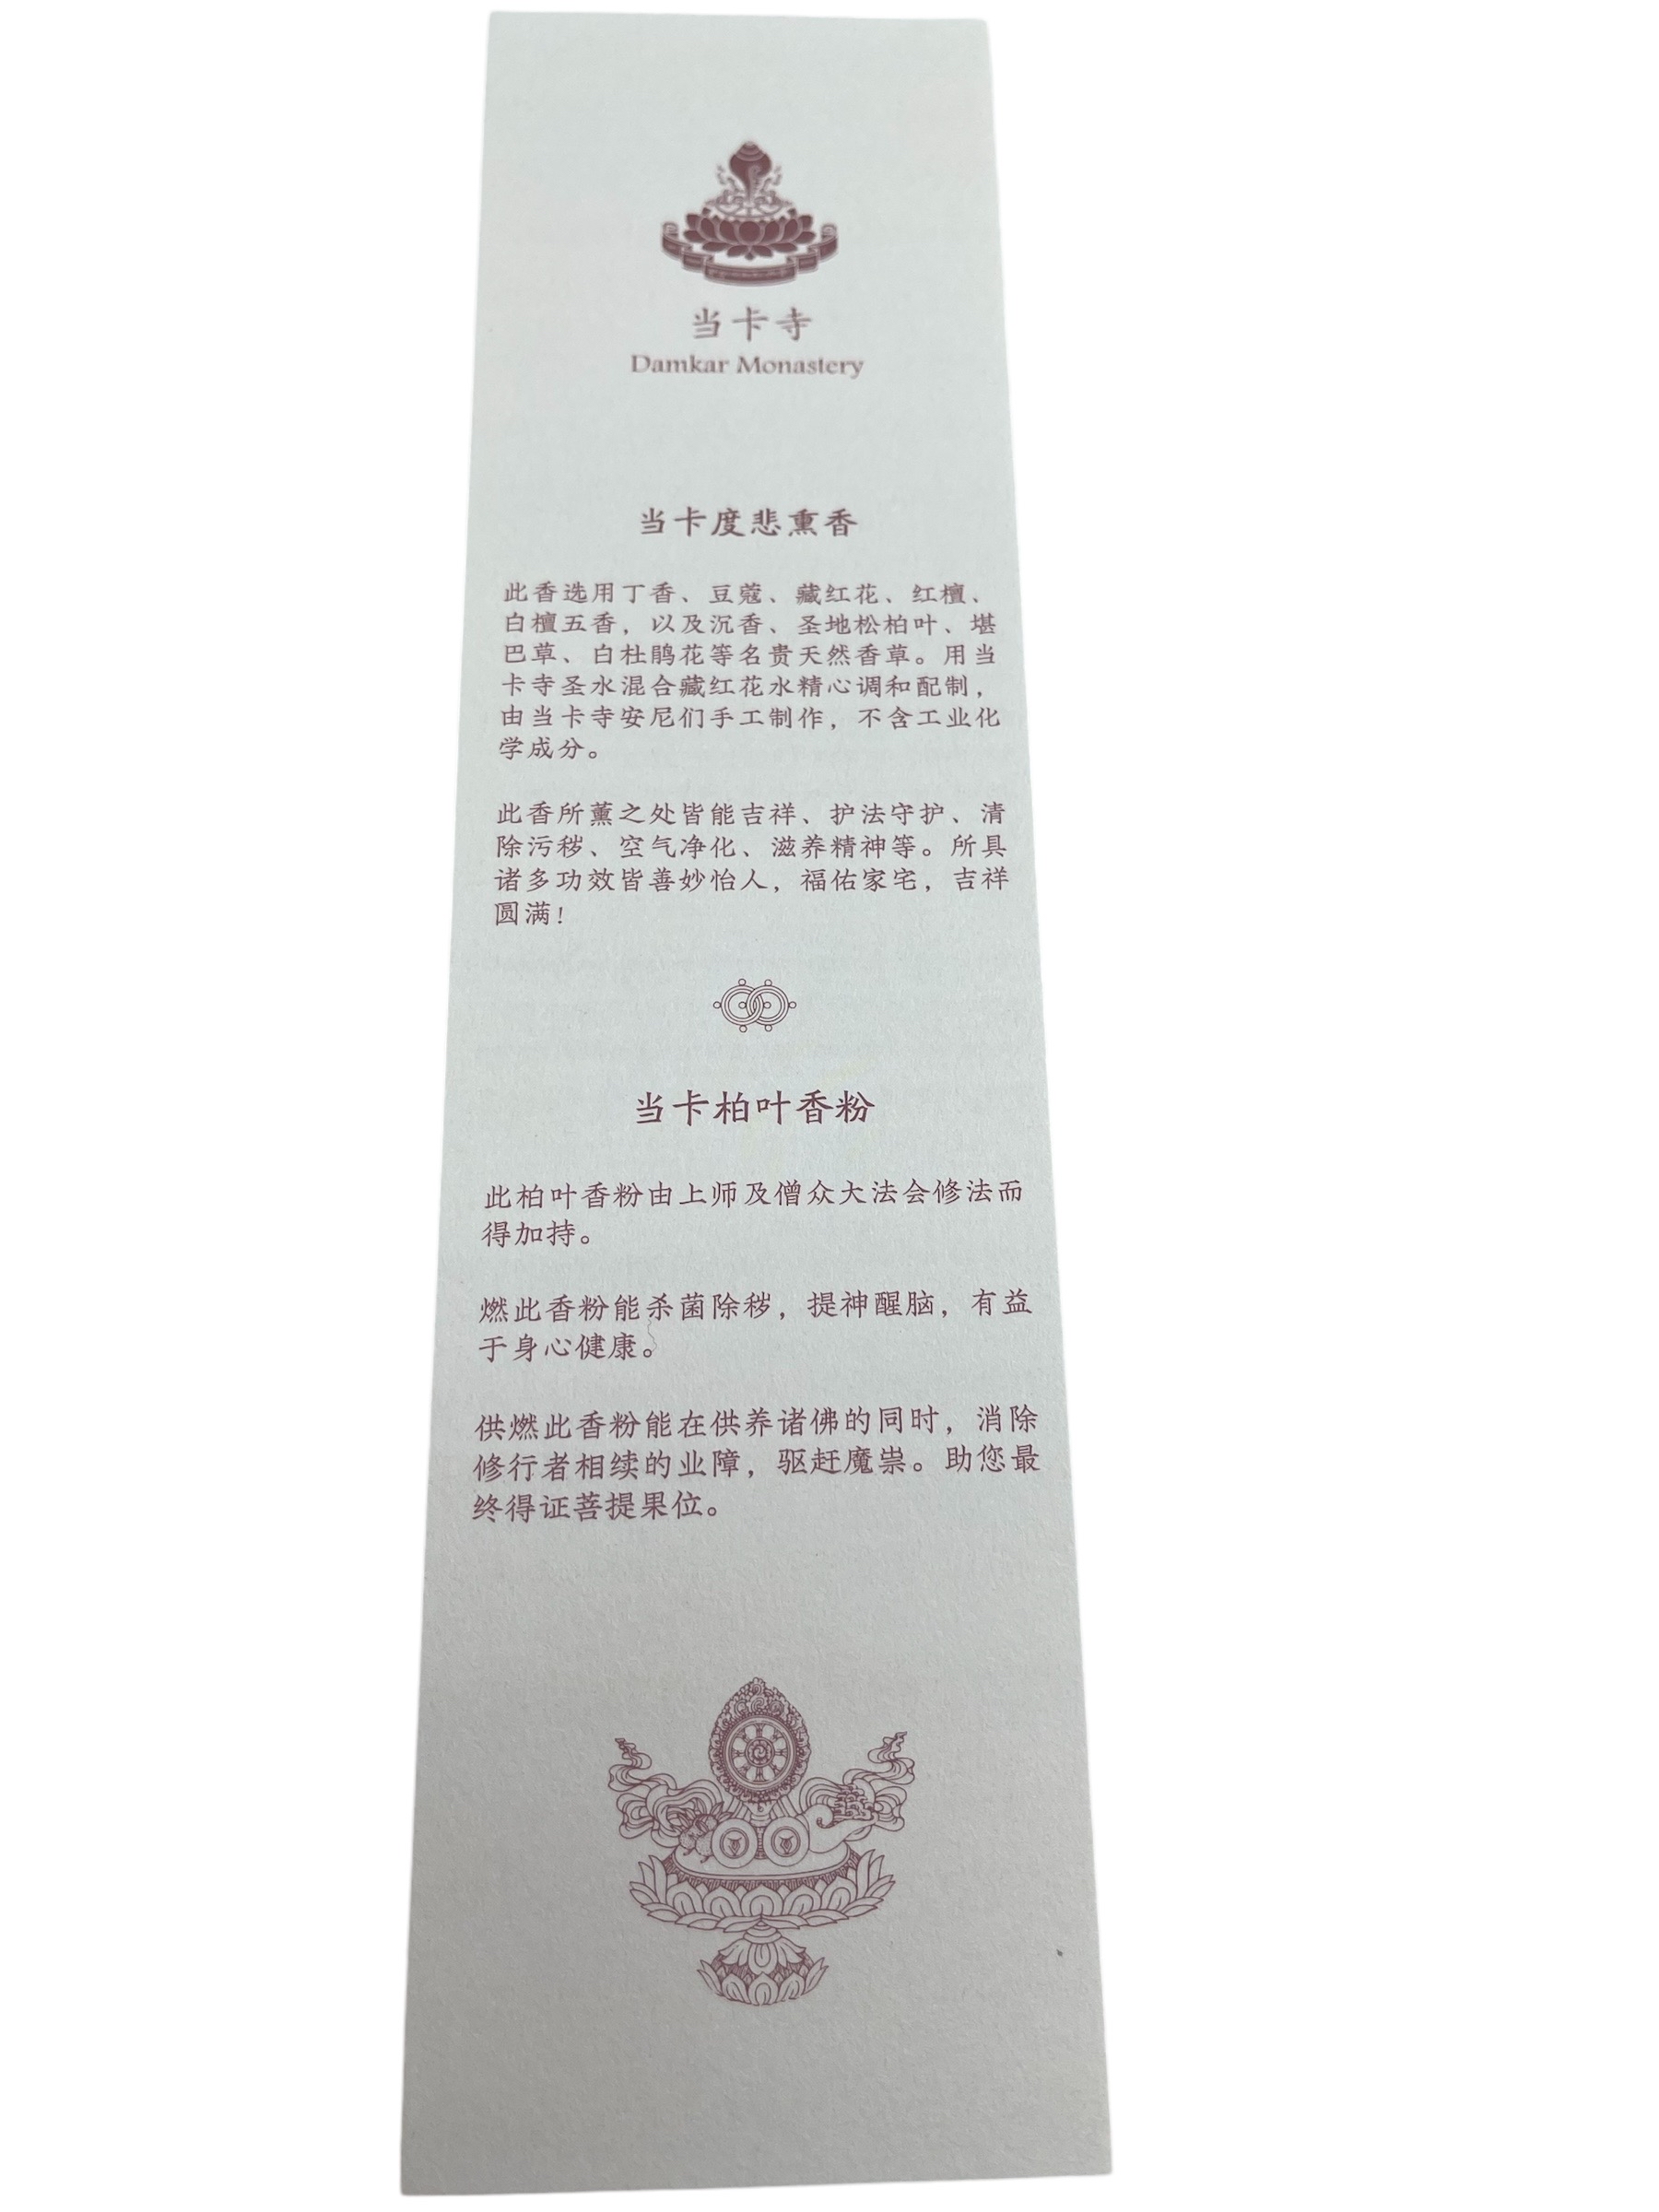 当卡寺
Damkar Monastery
当卡度悲熏香
此香选用丁香、豆蔻、藏红花、红檀、
白檀五香，以及沉香、圣地松柏叶、堪
巴草、白杜鹃花等名贵天然香草。用当
卡寺圣水混合藏红花水精心调和配制，
由当卡寺安尼们手工制作，不含工业化
学成分。
此香所薰之处皆能吉祥、护法守护、清
除污秽、空气净化、滋养精神等。所具
诸多功效皆善妙怡人，福佑家宅，吉祥
圆满！
当卡柏叶香粉
此柏叶香粉由上师及僧众大法会修法而
得加持。
燃此香粉能杀菌除秽，提神醒脑，有益
于身心健康。
供燃此香粉能在供养诸佛的同时，消除
修行者相续的业障，驱赶魔祟。助您最
终得证菩提果位。